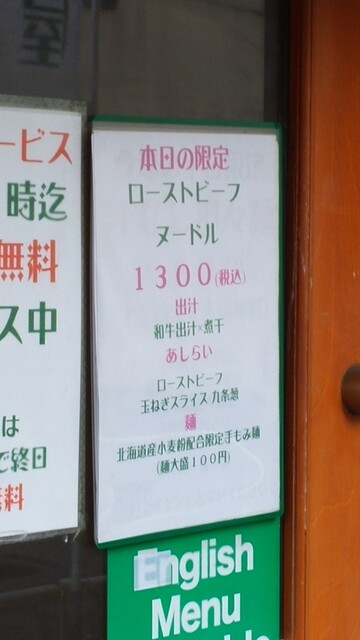 ービス
時迄
無料
ス中
は
で終日
無料
本日の限定
ローストビーフ
ヌードル
1300(税込)
出汁
和牛出汁×煮干
あしらい
ローストビーフ
玉ねぎスライス 九条葱
麺
北海道産小麦粉配合限定手もみ麺
(麺大盛100円)
English
Menu